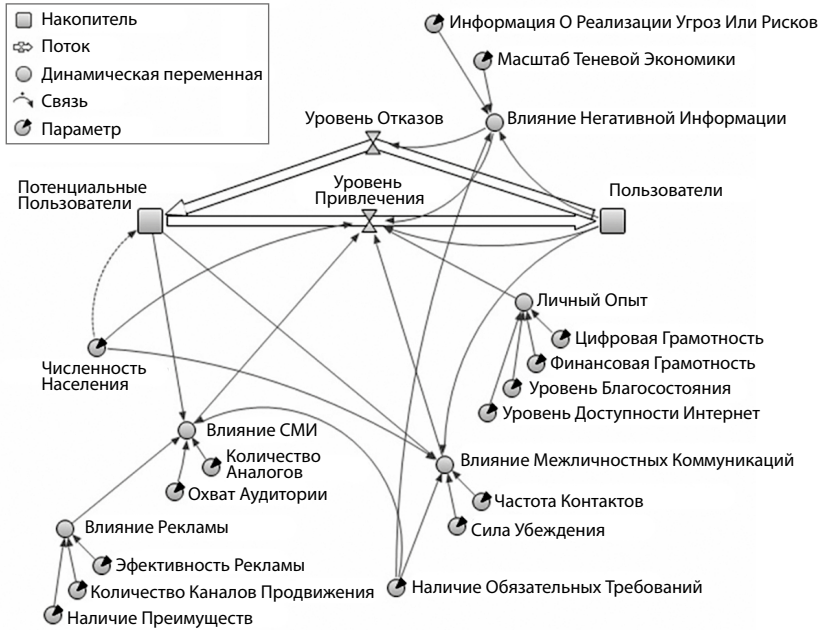 Накопитель
Поток
Динамическая переменная
Связь
Параметр
Информация О Реализации Угроз Или Рисков
Масштаб Теневой Экономики
Уровень Отказов
Влияние Негативной Информации
Потенциальные
Пользователи
Уровень
Привлечения
Пользователи
Личный Опыт
Цифровая Грамотность
Финансовая Грамотность
Уровень Благосостояния
Уровень Доступности Интернет
Численность
Населения
Влияние СМИ
Количество
Аналогов
Охват Аудитории
Влияние Межличностных Коммуникаций
Частота Контактов
Сила Убеждения
Влияние Рекламы
Эфективность Рекламы
Количество Каналов Продвижения
Наличие Преимуществ
Наличие Обязательных Требований